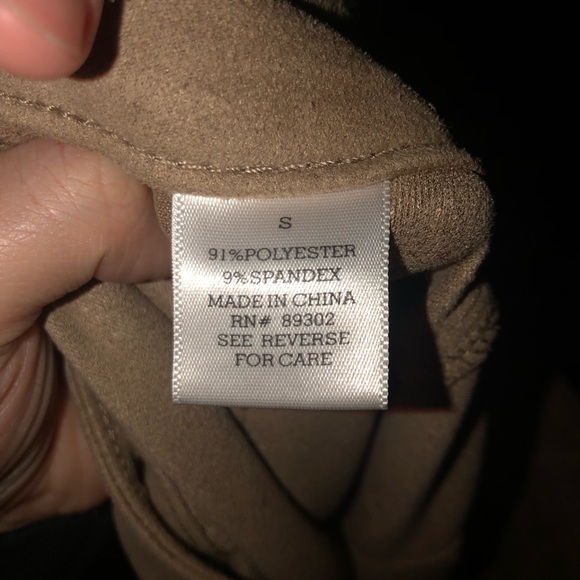 S
91%POLYESTER
9%SPANDEX
MADE IN CHINA
RN# 89302
SEE REVERSE
FOR CARE